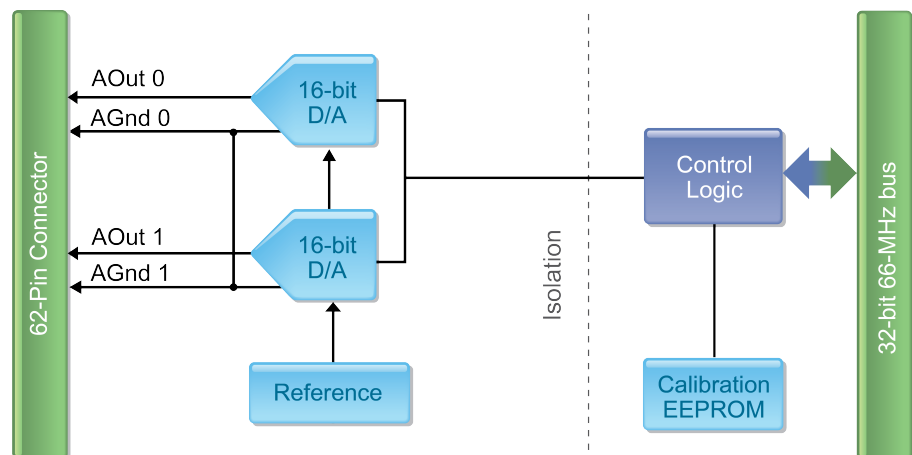 62-Pin Connector
AOut 0
AGnd 0
16-bit
D/A
AOut 1
AGnd 1
16-bit
D/A
Reference
Isolation
Control
Logic
Calibration
EEPROM
32-bit 66-MHz bus